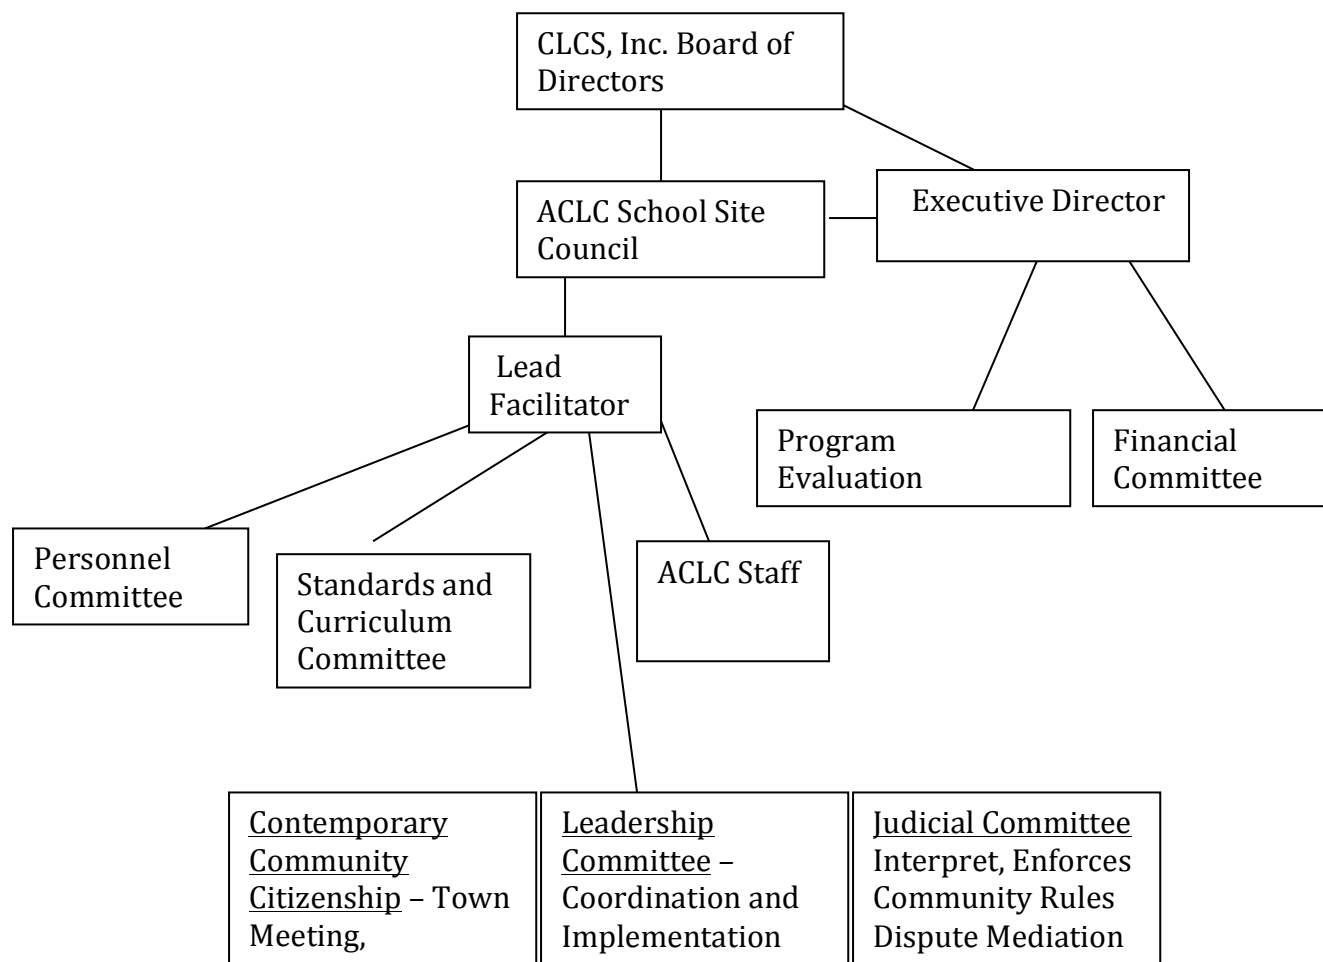 CLCS, Inc. Board of
Directors
ACLC School Site
Council
Executive Director
Lead
Facilitator
Program
Evaluation
Financial
Committee
Personnel
Committee
Standards and
Curriculum
Committee
ACLC Staff
Contemporary
Community
Citizenship – Town
Meeting,
Leadership
Committee –
Coordination and
Implementation
Judicial Committee
Interpret, Enforces
Community Rules
Dispute Mediation